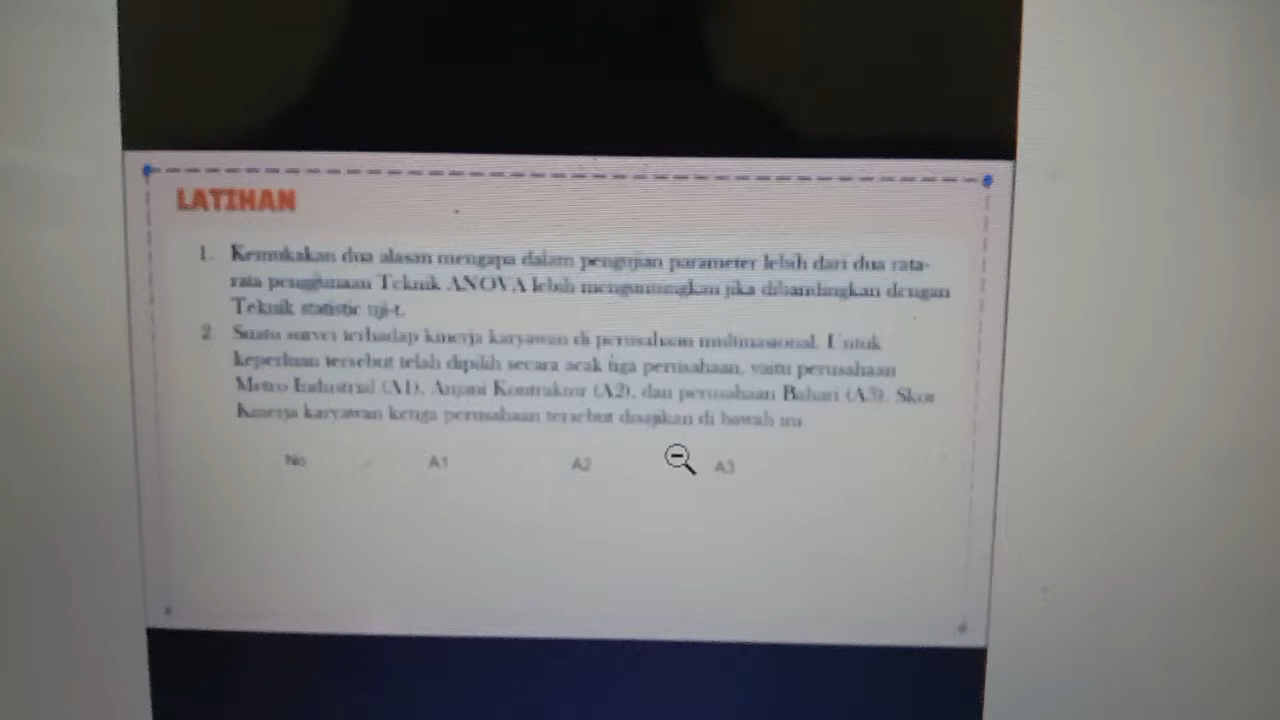 LATIHAN
1. Kemukakan dua alasan mengapa dalam pengujian parameter lebih dari dua rata-
rata penggunaan Teknik ANOVA lebih menguntungkan jika dibandingkan dengan
Teknik statistic uji-t.
2. Suatu survei terhadap kinerja karyawan di perusahaan multinasional. Untuk
keperluan tersebut telah dipilih secara acak tiga perusahaan, yaitu perusahaan
Metro Industrial (A1), Anjani Kontraktor (A2), dan perusahaan Bahari (A3). Skor
kinerja karyawan ketiga perusahaan tersebut disajikan di bawah ini.
No A1 A2 A3